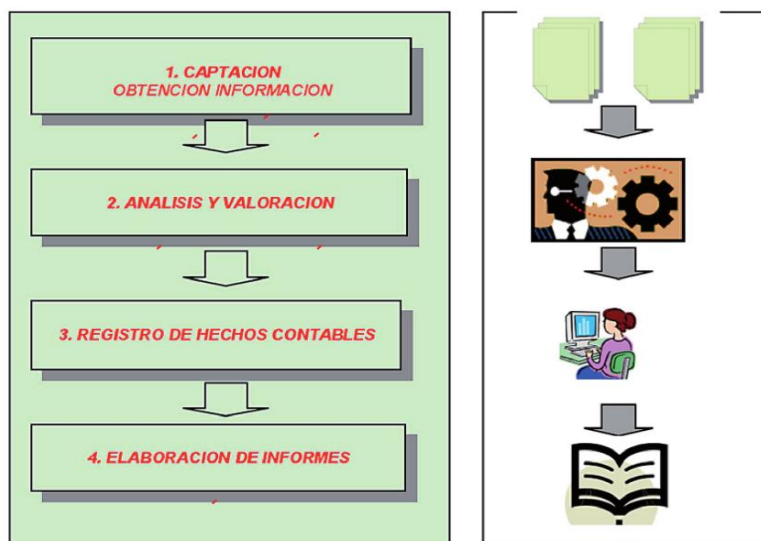 1. CAPTACION
OBTENCION INFORMACION
2. ANALISIS Y VALORACION
3. REGISTRO DE HECHOS CONTABLES
4. ELABORACION DE INFORMES